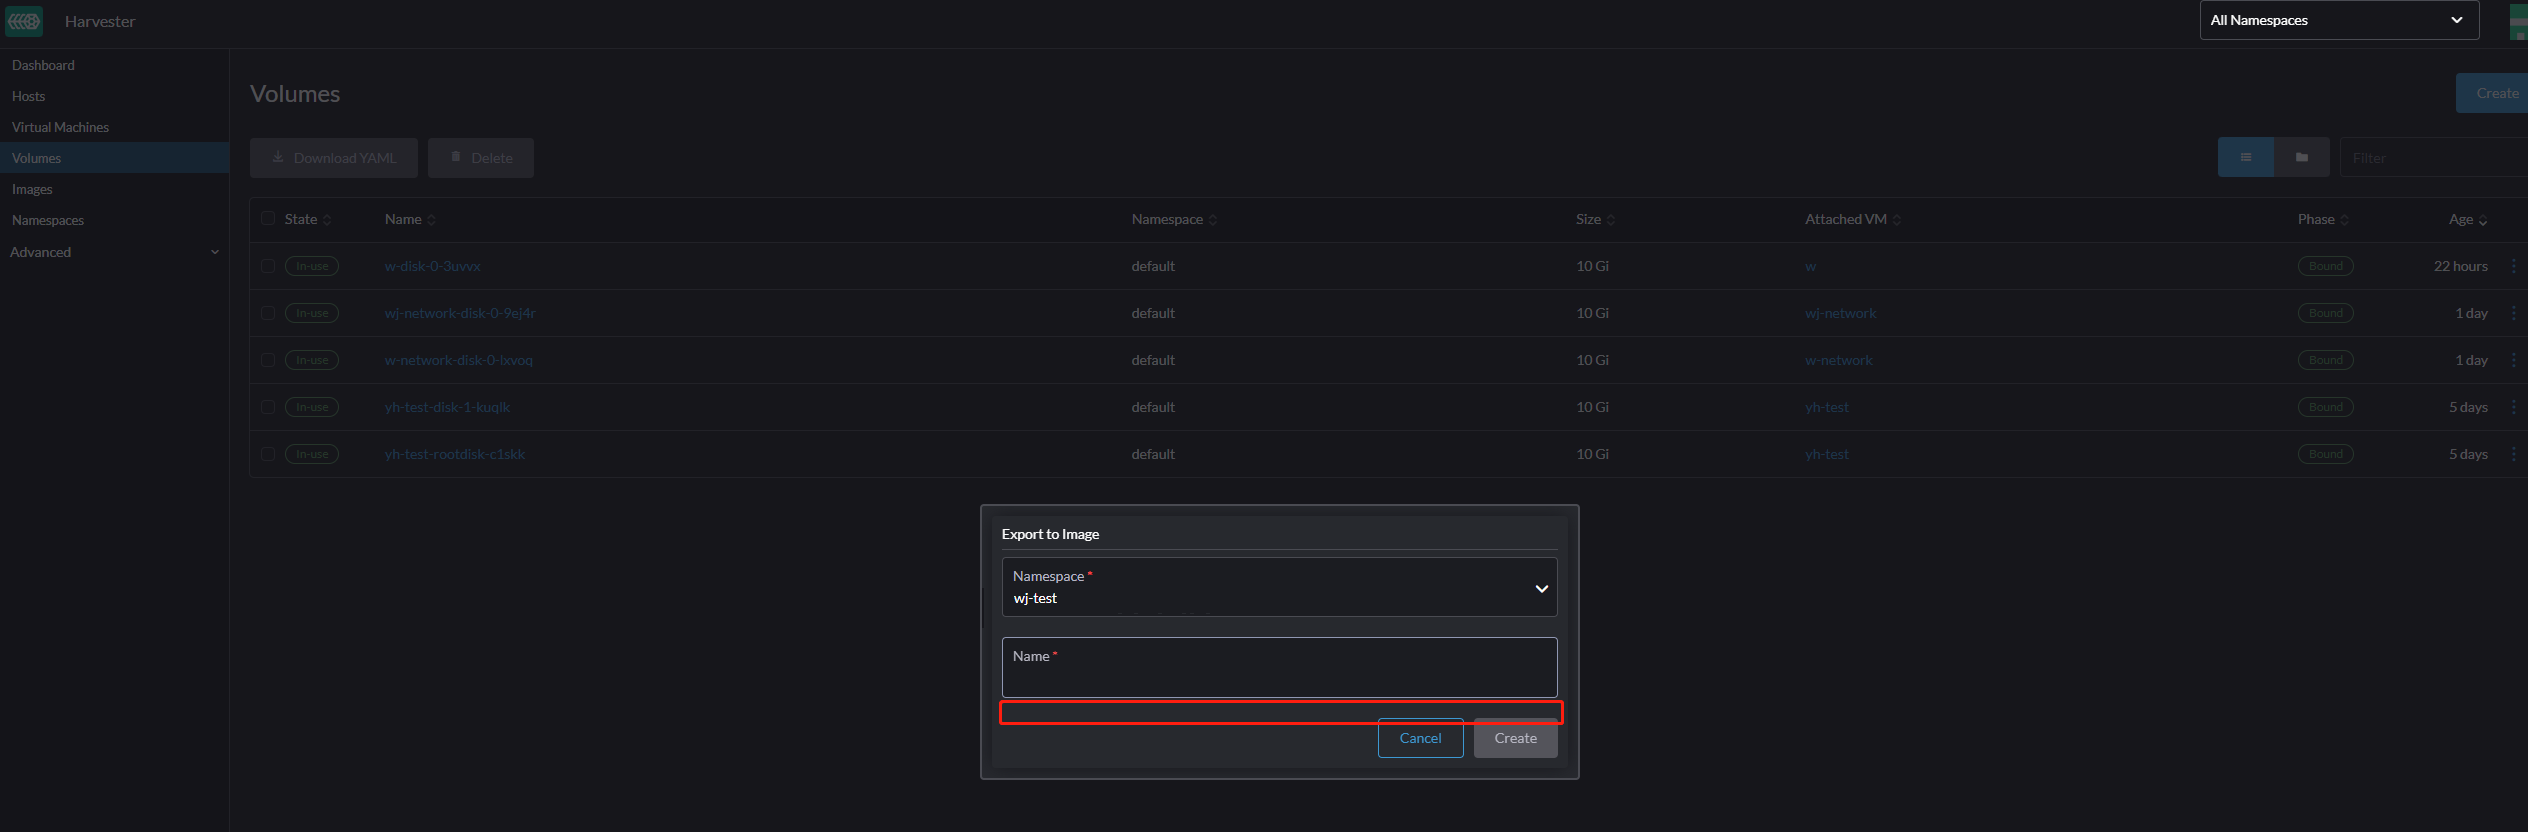 Harvester
All Namespaces
Dashboard
Hosts
Virtual Machines
Volumes
Images
Namespaces
Advanced
Volumes
Create
Download YAML
Delete
Filter
State Name Namespace Size Attached VM Phase Age
In-use w-disk-0-3uvvx default 10 Gi w Bound 22 hours
In-use wj-network-disk-0-9ej4r default 10 Gi wj-network Bound 1 day
In-use w-network-disk-0-lxvoq default 10 Gi w-network Bound 1 day
In-use yh-test-disk-1-kuqlk default 10 Gi yh-test Bound 5 days
In-use yh-test-rootdisk-c1skk default 10 Gi yh-test Bound 5 days
Export to Image
Namespace *
wj-test
Name *
Cancel
Create